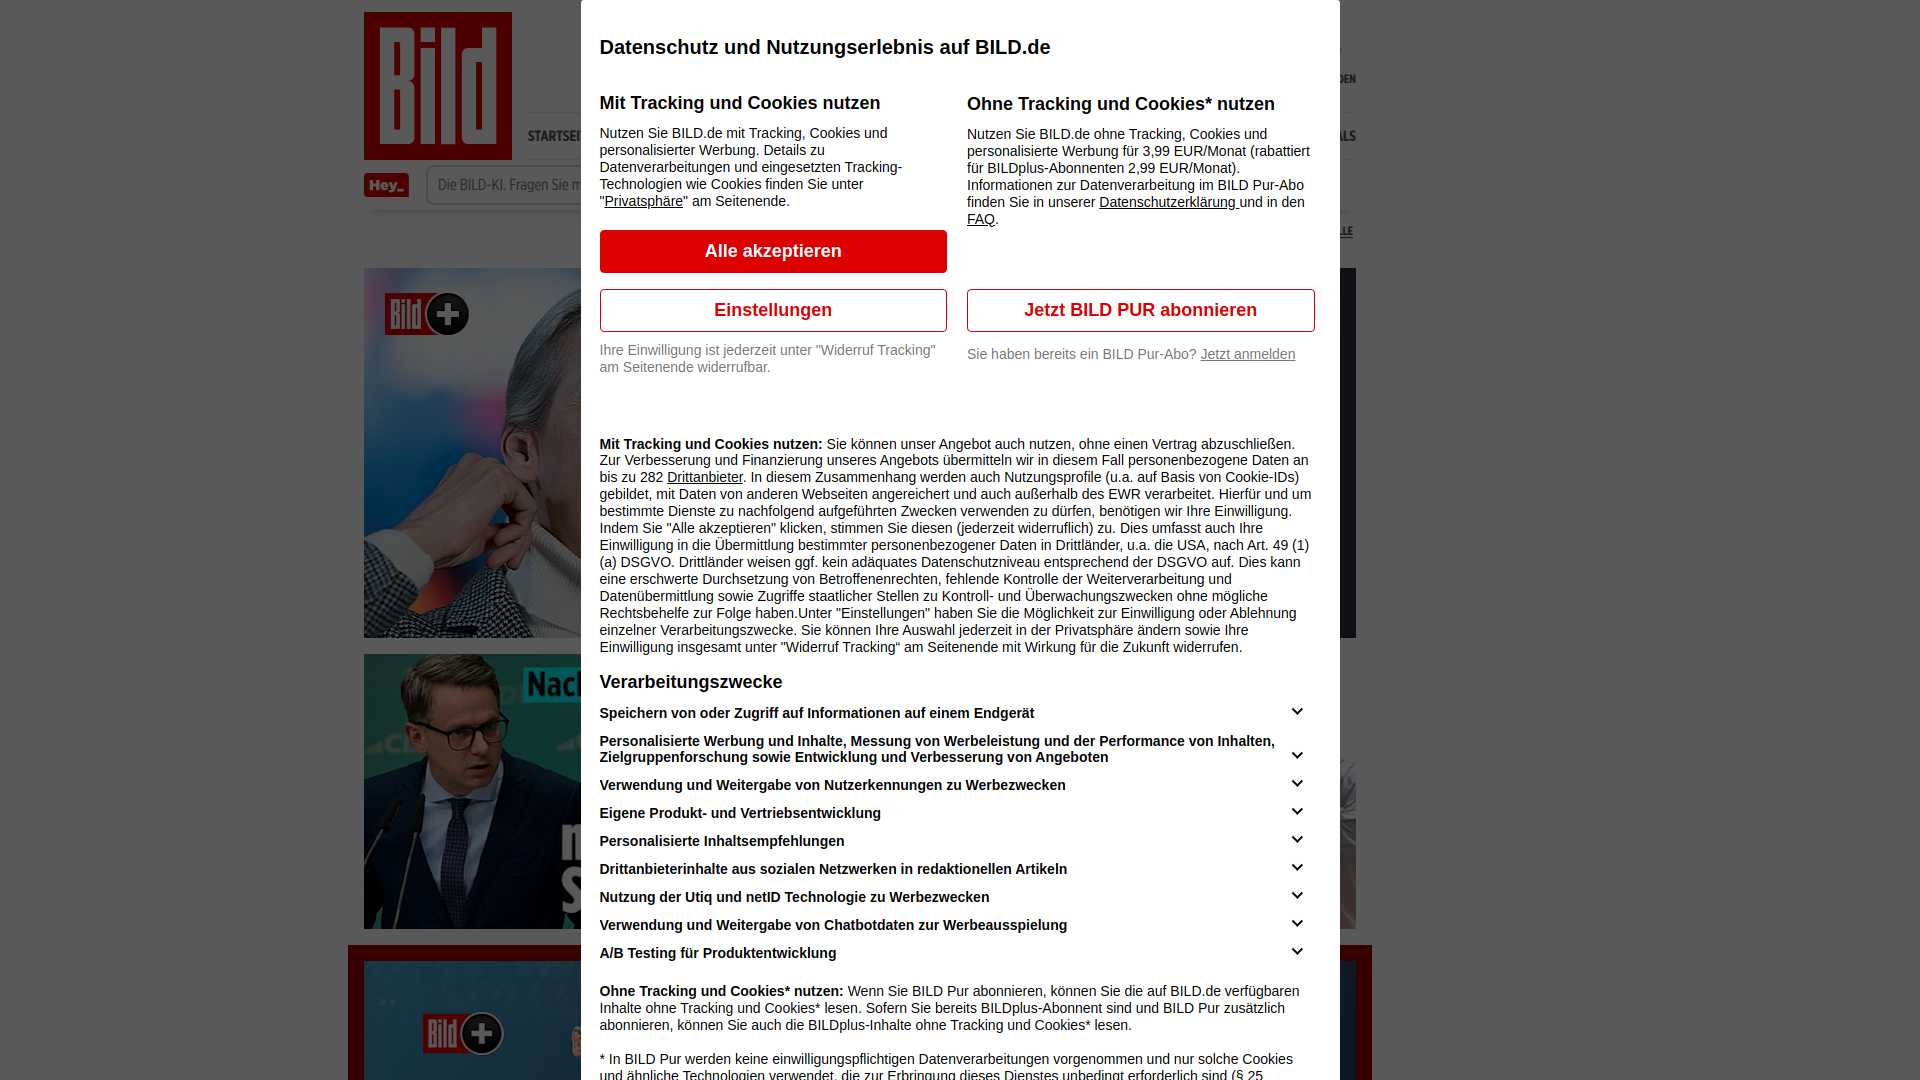 Bild
Datenschutz und Nutzungserlebnis auf BILD.de
Mit Tracking und Cookies nutzen
Nutzen Sie BILD.de mit Tracking, Cookies und
personalisierter Werbung. Details zu
Datenverarbeitungen und eingesetzten Tracking-
Technologien wie Cookies finden Sie unter
"Privatsphäre" am Seitenende.
Alle akzeptieren
Einstellungen
Ihre Einwilligung ist jederzeit unter "Widerruf Tracking"
am Seitenende widerrufbar.
Ohne Tracking und Cookies* nutzen
Nutzen Sie BILD.de ohne Tracking, Cookies und
personalisierte Werbung für 3,99 EUR/Monat (rabattiert
für BILDplus-Abonnenten 2,99 EUR/Monat).
Informationen zur Datenverarbeitung im BILD Pur-Abo
finden Sie in unserer Datenschutzerklärung und in den
FAQ.
Jetzt BILD PUR abonnieren
Sie haben bereits ein BILD Pur-Abo? Jetzt anmelden
Hey_
Die BILD-KI. Fragen Sie
Bild+
Mit Tracking und Cookies nutzen: Sie können unser Angebot auch nutzen, ohne einen Vertrag abzuschließen.
Zur Verbesserung und Finanzierung unseres Angebots übermitteln wir in diesem Fall personenbezogene Daten an
bis zu 282 Drittanbieter. In diesem Zusammenhang werden auch Nutzungsprofile (u.a. auf Basis von Cookie-IDs)
gebildet, mit Daten von anderen Webseiten angereichert und auch außerhalb des EWR verarbeitet. Hierfür und um
bestimmte Dienste zu nachfolgend aufgeführten Zwecken verwenden zu dürfen, benötigen wir Ihre Einwilligung.
Indem Sie "Alle akzeptieren" klicken, stimmen Sie diesen (jederzeit widerruflich) zu. Dies umfasst auch Ihre
Einwilligung in die Übermittlung bestimmter personenbezogener Daten in Drittländer, u.a. die USA, nach Art. 49 (1)
(a) DSGVO. Drittländer weisen ggf. kein adäquates Datenschutzniveau entsprechend der DSGVO auf. Dies kann
eine erschwerte Durchsetzung von Betroffenenrechten, fehlende Kontrolle der Weiterverarbeitung und
Datenübermittlung sowie Zugriffe staatlicher Stellen zu Kontroll- und Überwachungszwecken ohne mögliche
Rechtsbehelfe zur Folge haben.Unter "Einstellungen" haben Sie die Möglichkeit zur Einwilligung oder Ablehnung
einzelner Verarbeitungszwecke. Sie können Ihre Auswahl jederzeit in der Privatsphäre ändern sowie Ihre
Einwilligung insgesamt unter "Widerruf Tracking“ am Seitenende mit Wirkung für die Zukunft widerrufen.
Verarbeitungszwecke
Speichern von oder Zugriff auf Informationen auf einem Endgerät
Personalisierte Werbung und Inhalte, Messung von Werbeleistung und der Performance von Inhalten,
Zielgruppenforschung sowie Entwicklung und Verbesserung von Angeboten
Verwendung und Weitergabe von Nutzerkennungen zu Werbezwecken
Eigene Produkt- und Vertriebsentwicklung
Personalisierte Inhaltsempfehlungen
Drittanbieterinhalte aus sozialen Netzwerken in redaktionellen Artikeln
Nutzung der Utiq und netID Technologie zu Werbezwecken
Verwendung und Weitergabe von Chatbotdaten zur Werbeausspielung
A/B Testing für Produktentwicklung
Ohne Tracking und Cookies* nutzen: Wenn Sie BILD Pur abonnieren, können Sie die auf BILD.de verfügbaren
Inhalte ohne Tracking und Cookies* lesen. Sofern Sie bereits BILDplus-Abonnent sind und BILD Pur zusätzlich
abonnieren, können Sie auch die BILDplus-Inhalte ohne Tracking und Cookies* lesen.
* In BILD Pur werden keine einwilligungspflichtigen Datenverarbeitungen vorgenommen und nur solche Cookies
und ähnliche Technologien verwendet, die zur Erbringung dieses Dienstes unbedingt erforderlich sind (§ 25
Bild+